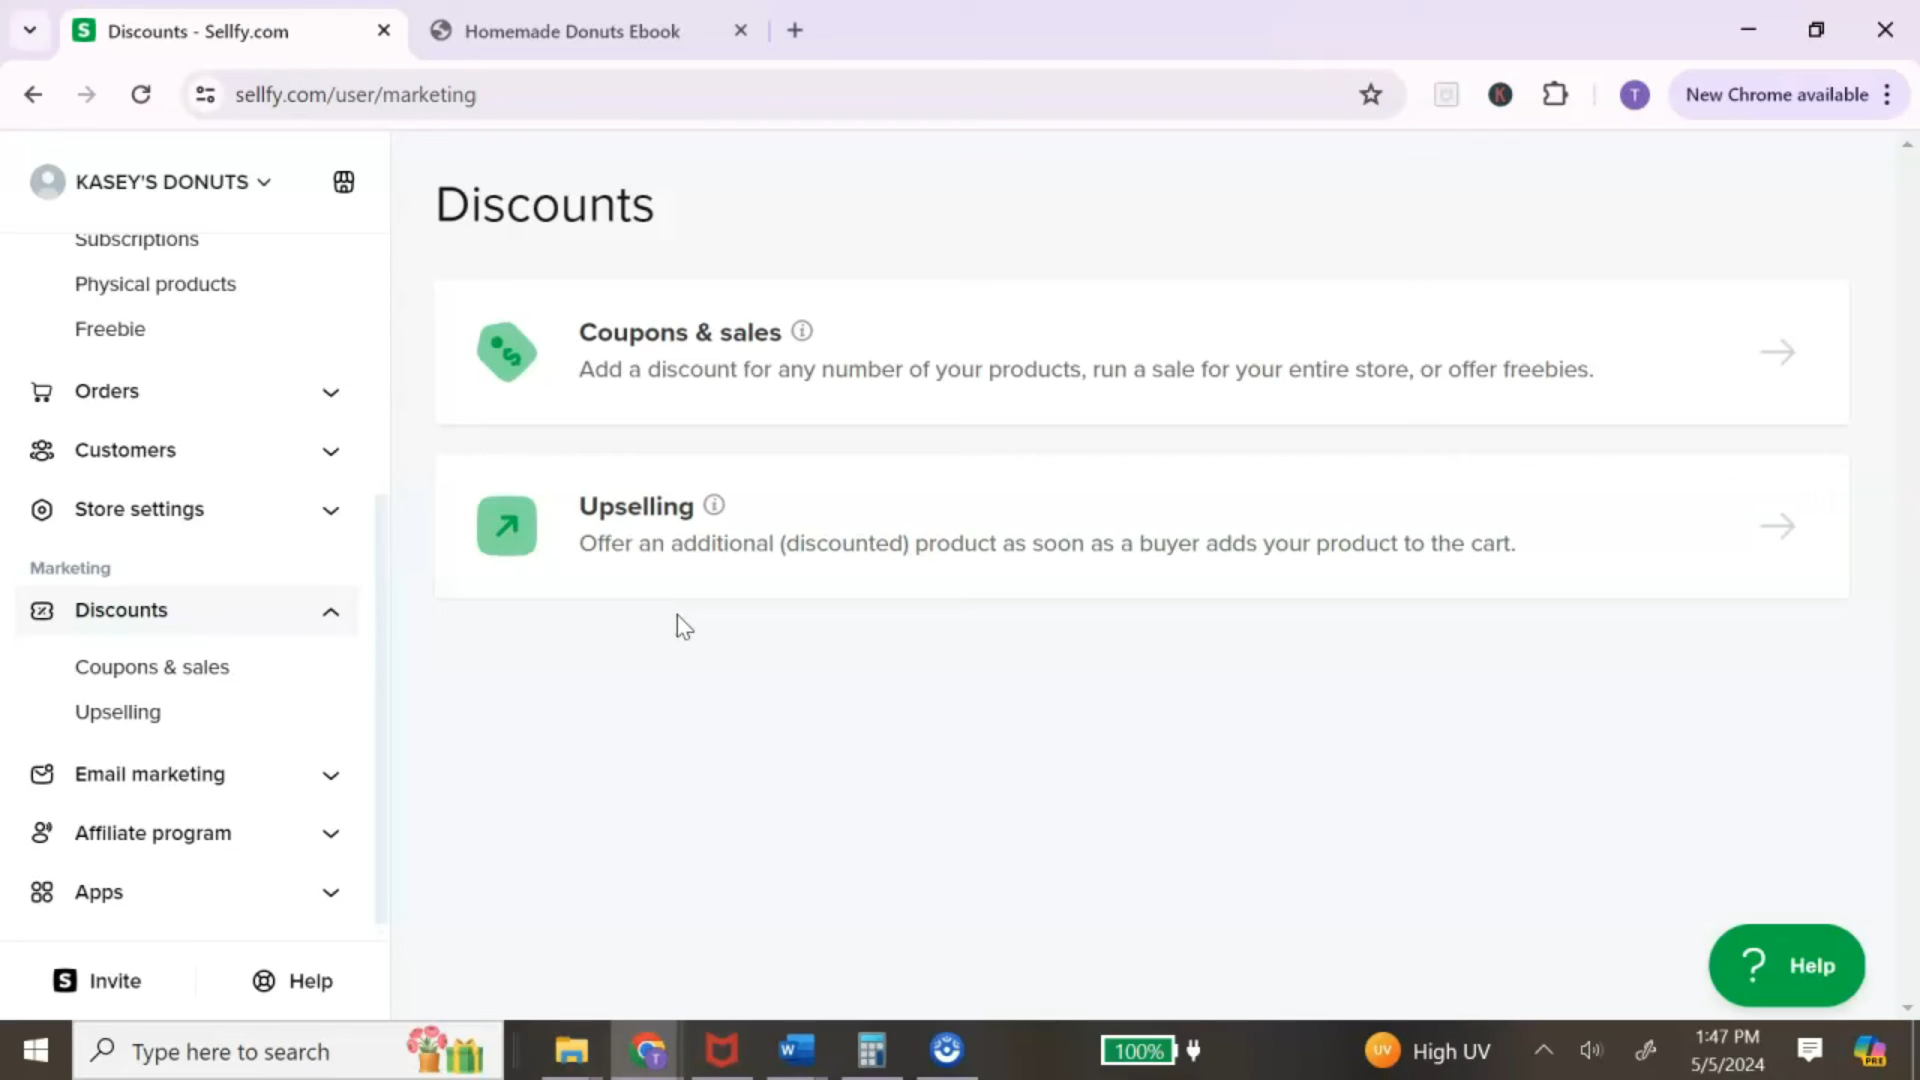 Discounts - Sellfy.com
Homemade Donuts Ebook
sellfy.com/user/marketing
K
T
New Chrome available
KASEY'S DONUTS
Subscriptions
Physical products
Freebie
Orders
Customers
Store settings
Marketing
Discounts
Coupons & sales
Upselling
Email marketing
Affiliate program
Apps
Invite
Help
Discounts
Coupons & sales
Add a discount for any number of your products, run a sale for your entire store, or offer freebies.
Upselling
Offer an additional (discounted) product as soon as a buyer adds your product to the cart.
? Help
Type here to search
100%
UV High UV
1:47 PM
5/5/2024
PRE